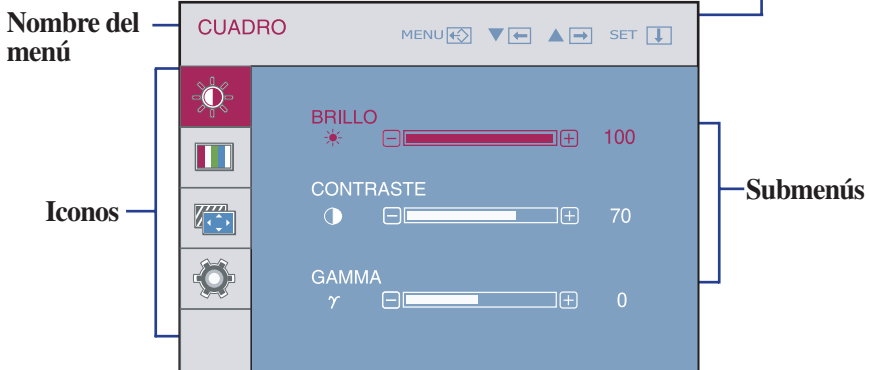 Nombre del
menú
CUADRO
MENU
SET
BRILLO
100
CONTRASTE
70
Iconos
Submenús
GAMMA
γ
0